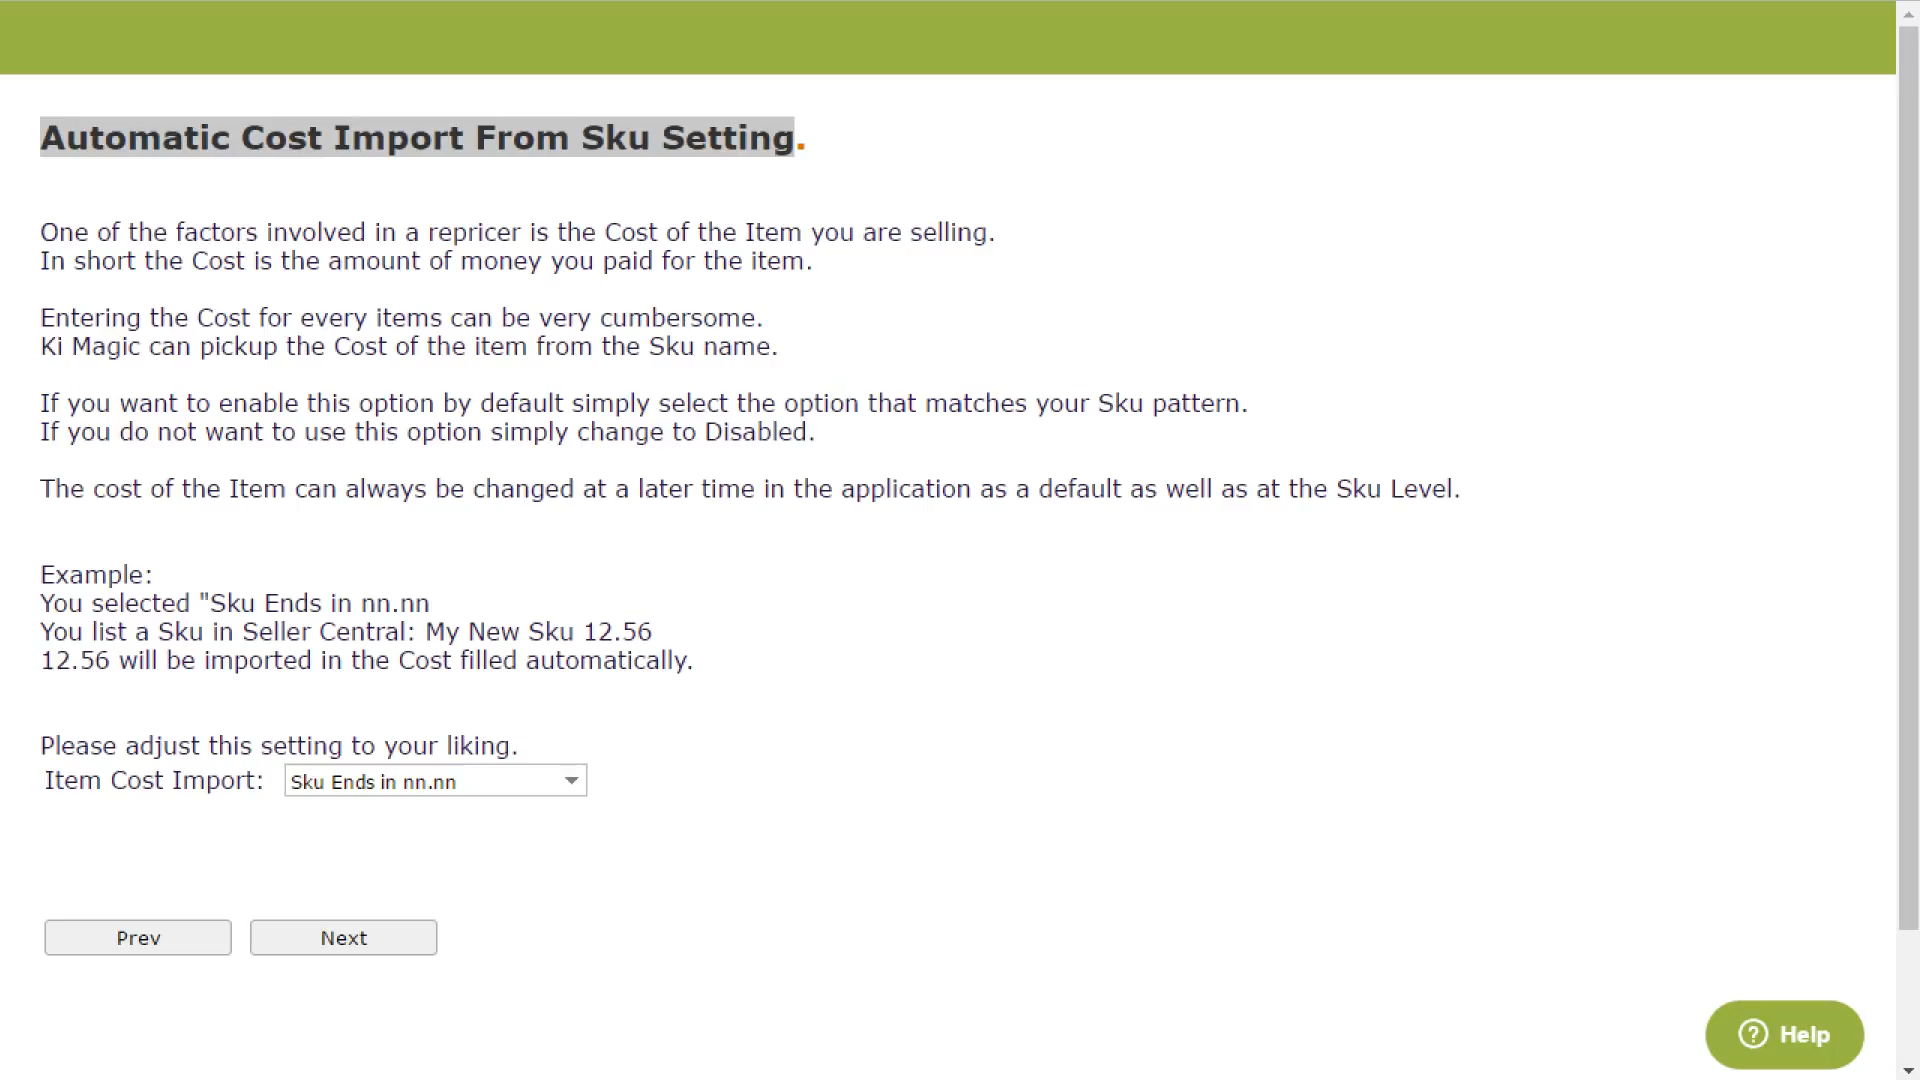 Automatic Cost Import From Sku Setting.
One of the factors involved in a repricer is the Cost of the Item you are selling.
In short the Cost is the amount of money you paid for the item.
Entering the Cost for every items can be very cumbersome.
Ki Magic can pickup the Cost of the item from the Sku name.
If you want to enable this option by default simply select the option that matches your Sku pattern.
If you do not want to use this option simply change to Disabled.
The cost of the Item can always be changed at a later time in the application as a default as well as at the Sku Level.
Example:
You selected "Sku Ends in nn.nn
You list a Sku in Seller Central: My New Sku 12.56
12.56 will be imported in the Cost filled automatically.
Please adjust this setting to your liking.
Item Cost Import: Sku Ends in nn.nn
Prev Next
? Help